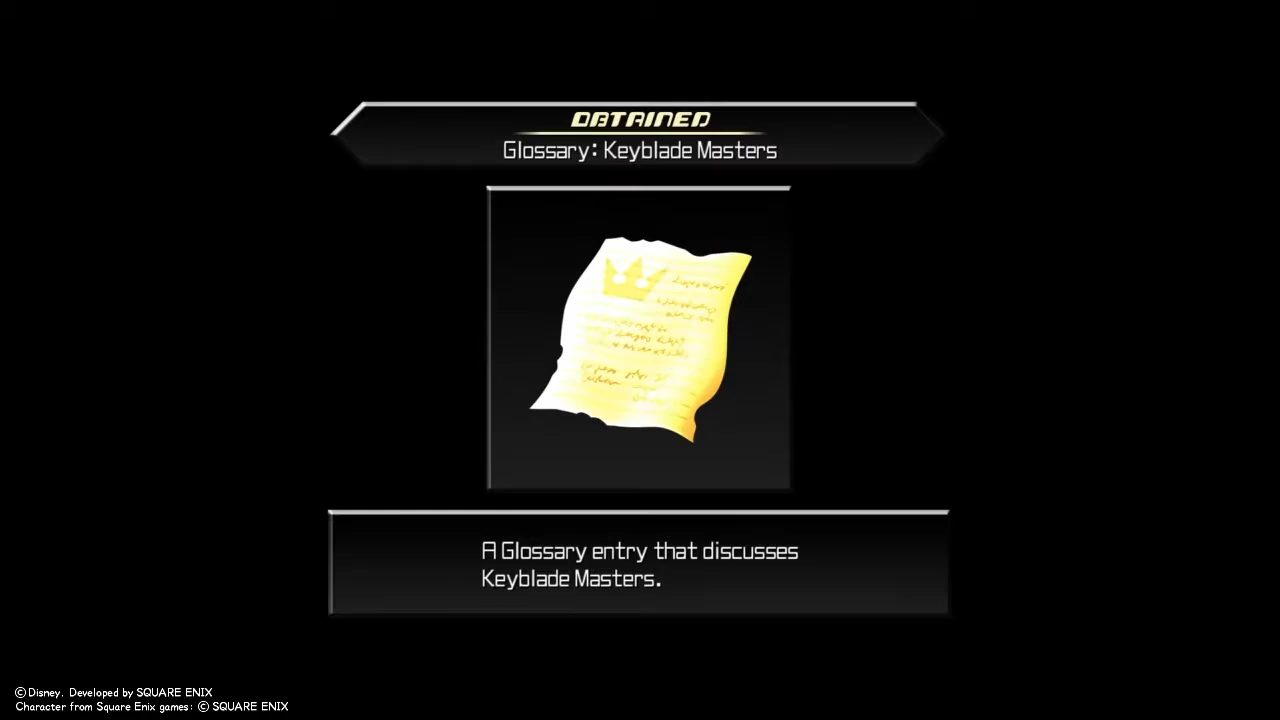 OBTAINED
Glossary: Keyblade Masters
A Glossary entry that discusses
Keyblade Masters.
©Disney. Developed by SQUARE ENIX
Character from Square Enix games: © SQUARE ENIX